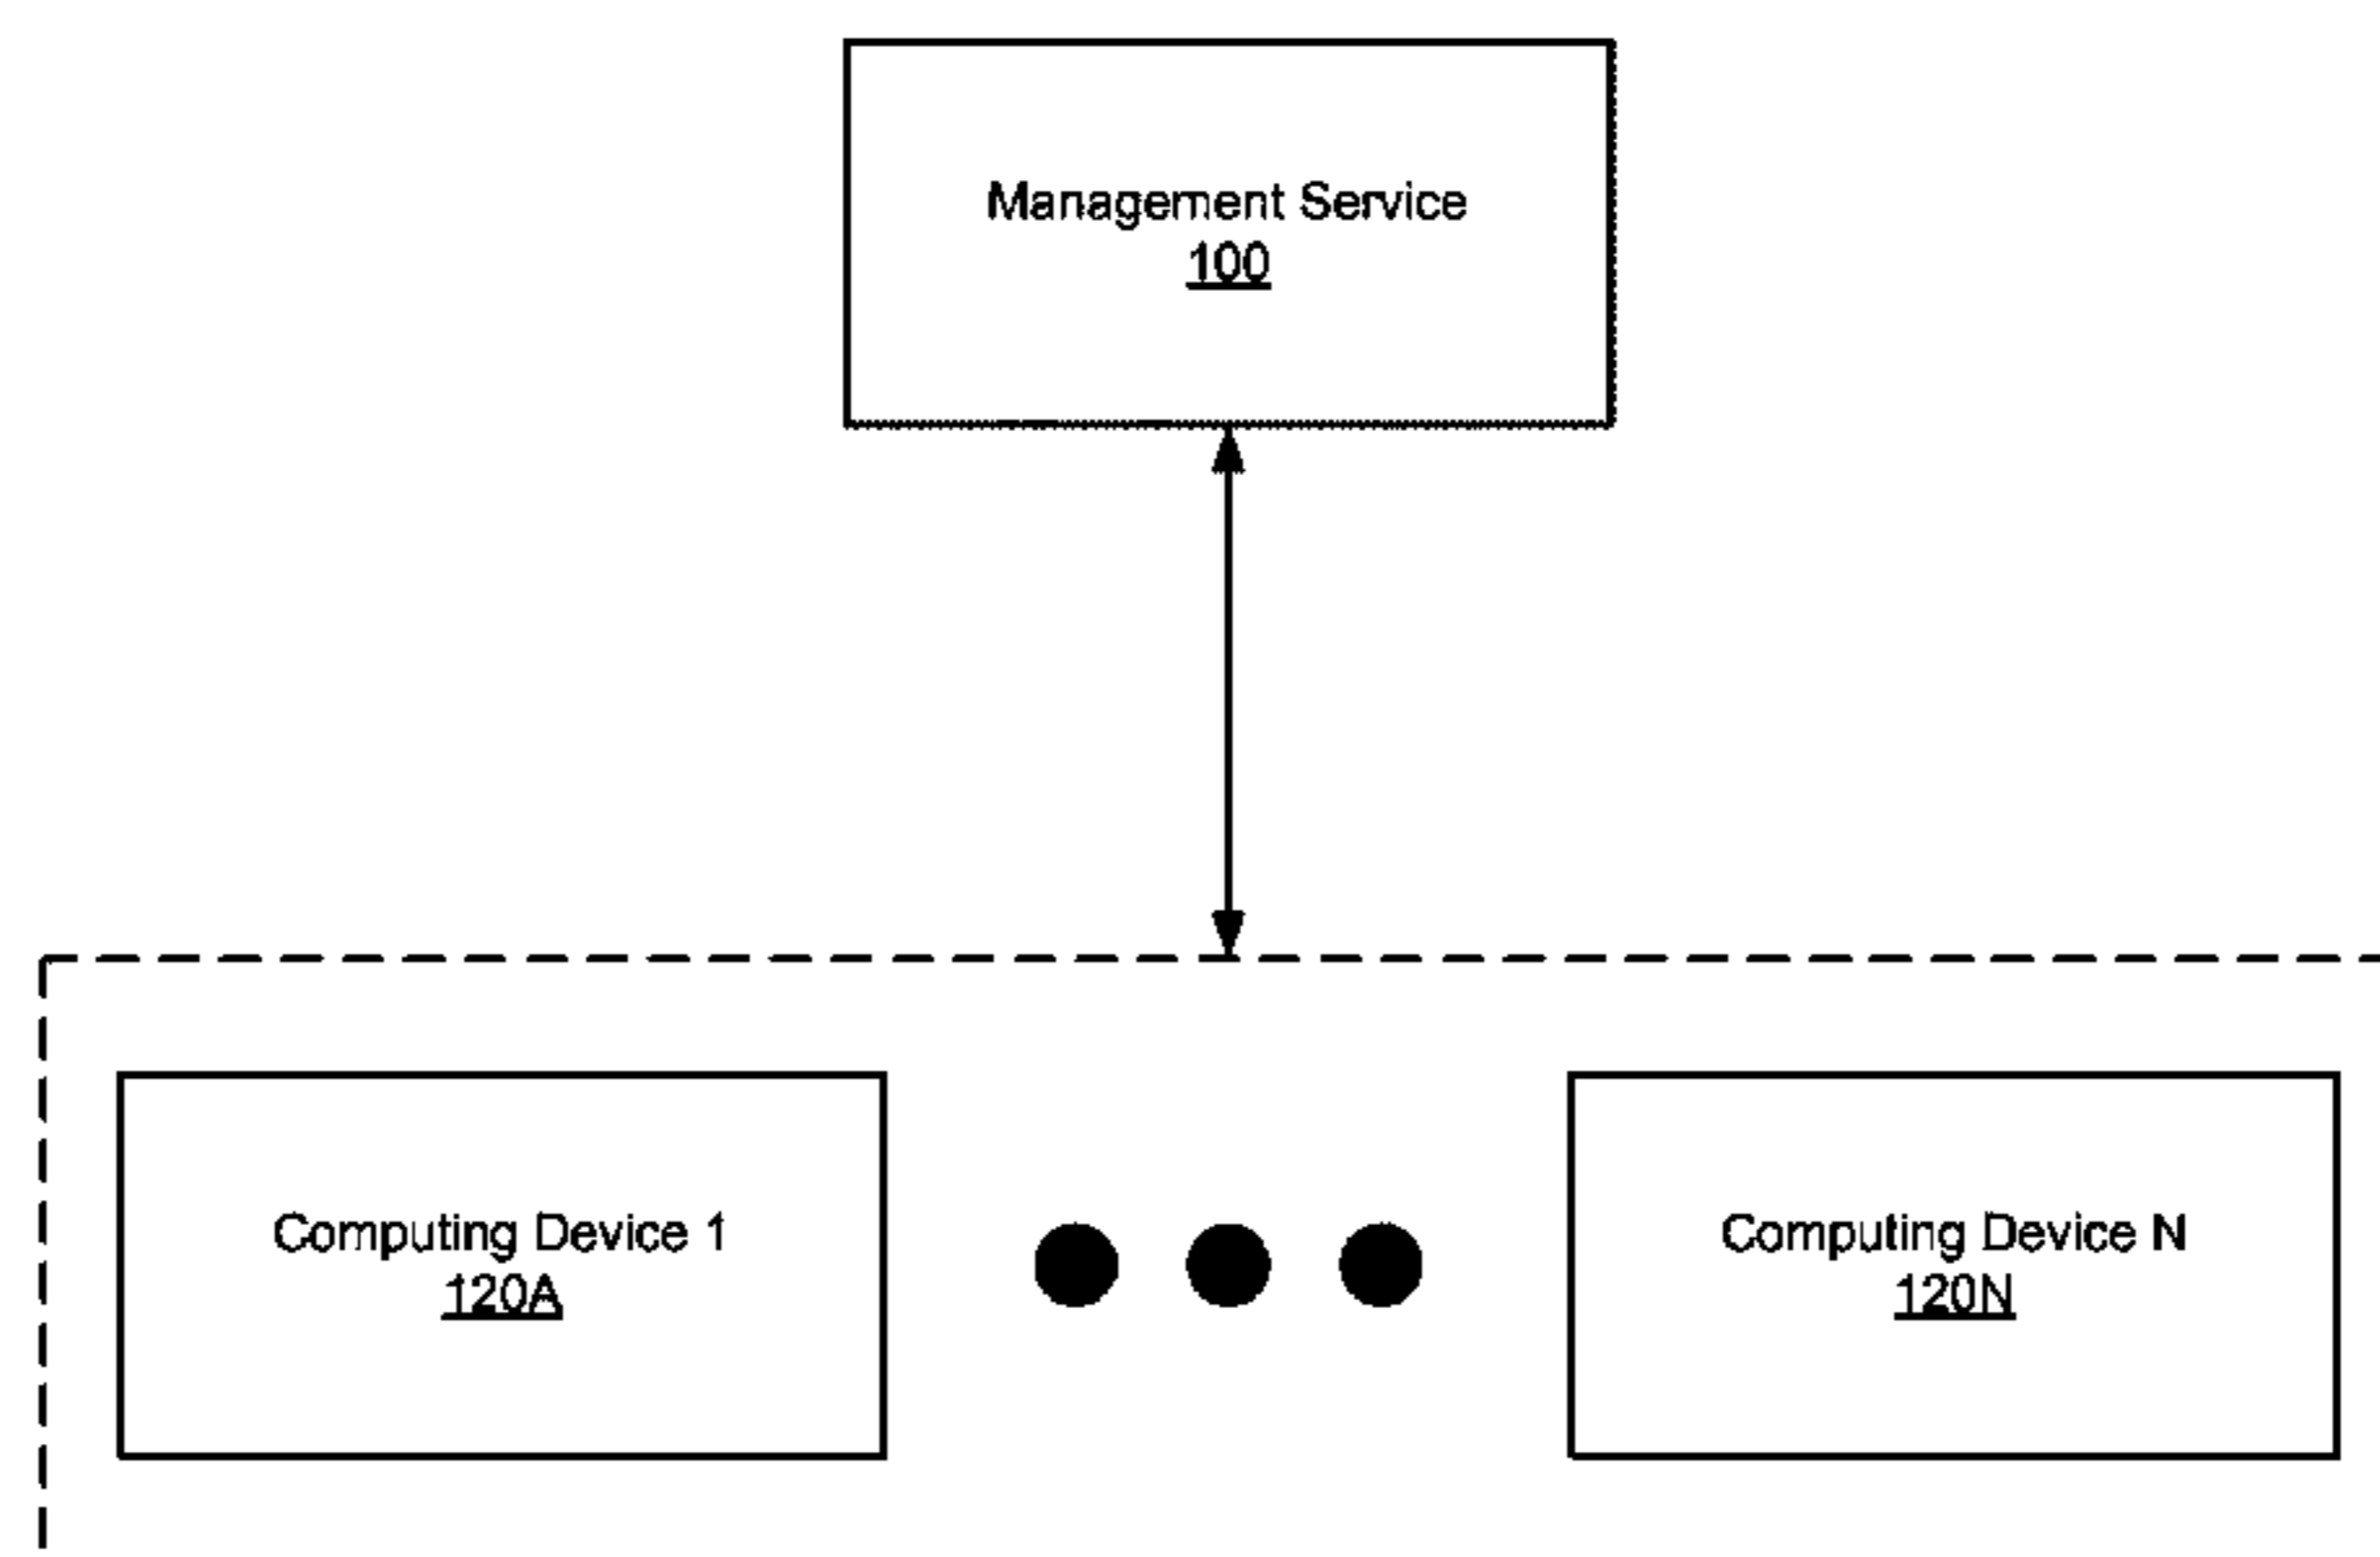 Management Service
100
Computing Device 1
120A
Computing Device N
120N